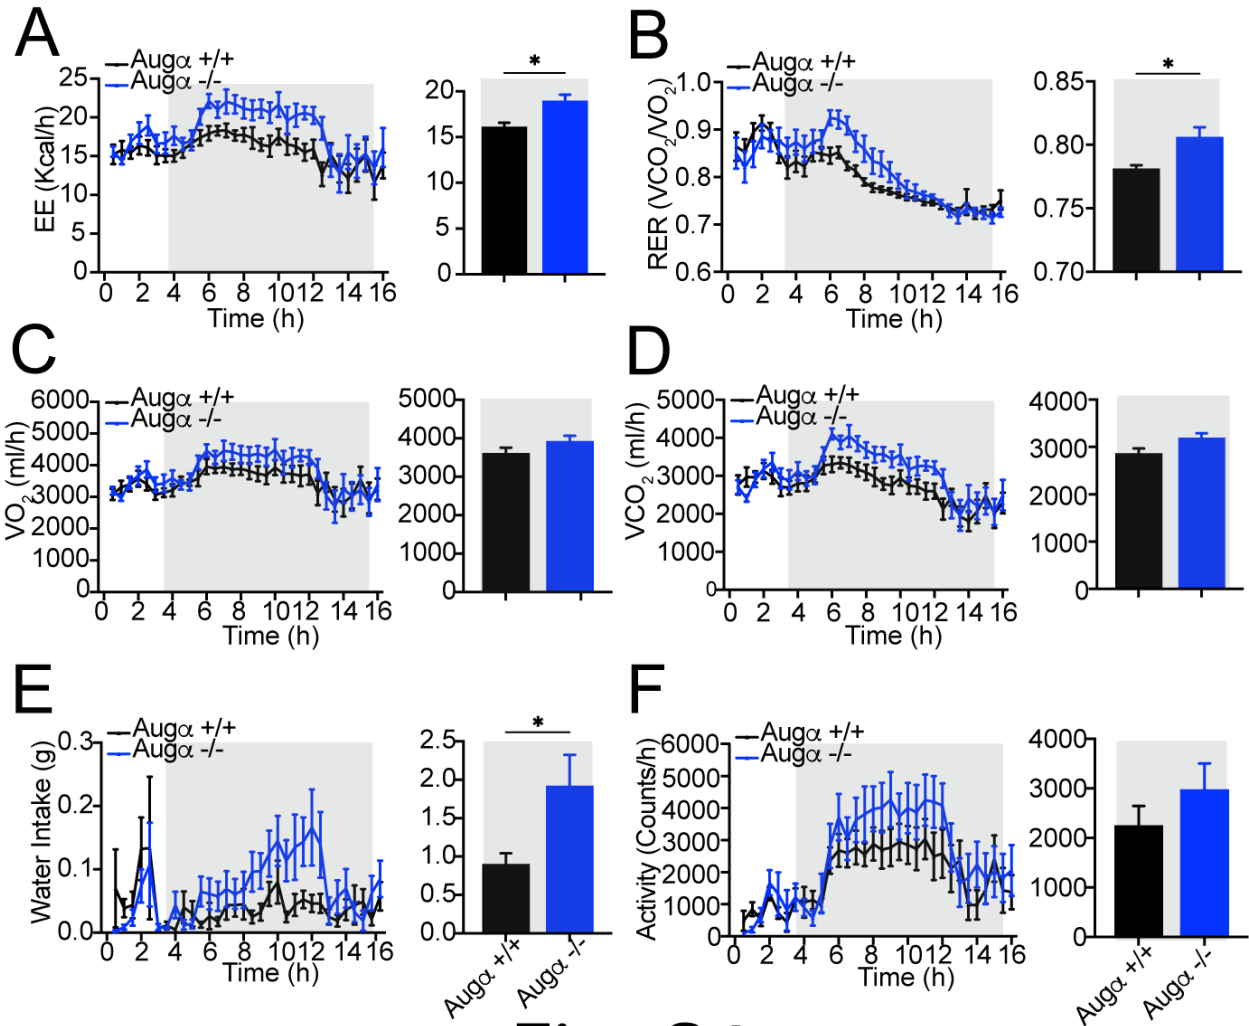 A
Augα +/+
Augα -/-
EE (Kcal/h)
25
20
15
10
5
0
0 2 4 6 8 10 12 14 16
Time (h)
*
20
15
10
5
0
B
Augα +/+
Augα -/-
RER (VCO2/VO2)
1.0
0.9
0.8
0.7
0.6
0 2 4 6 8 10 12 14 16
Time (h)
*
0.85
0.80
0.75
0.70
C
Augα +/+
Augα -/-
VO2 (ml/h)
6000
5000
4000
3000
2000
1000
0
0 2 4 6 8 10 12 14 16
Time (h)
5000
4000
3000
2000
1000
0
D
Augα +/+
Augα -/-
VCO2 (ml/h)
5000
4000
3000
2000
1000
0
0 2 4 6 8 10 12 14 16
Time (h)
4000
3000
2000
1000
0
E
Augα +/+
Augα -/-
Water Intake (g)
0.3
0.2
0.1
0.0
0 2 4 6 8 10 12 14 16
Time (h)
*
2.5
2.0
1.5
1.0
0.5
0.0
Augα +/+
Augα -/-
F
Augα +/+
Augα -/-
Activity (Counts/h)
6000
5000
4000
3000
2000
1000
0
0 2 4 6 8 10 12 14 16
Time (h)
4000
3000
2000
1000
0
Augα +/+
Augα -/-